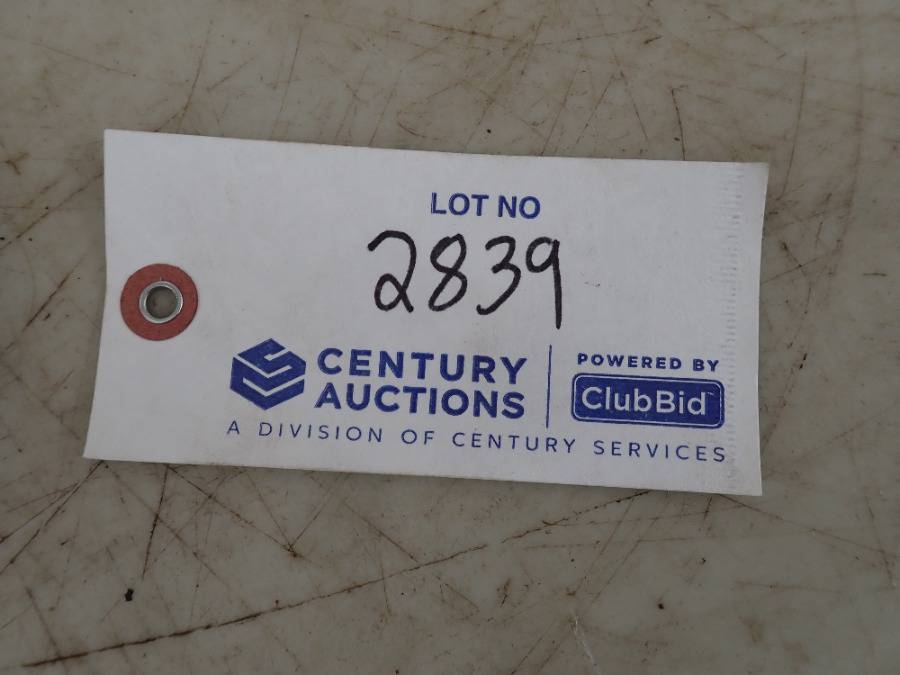 LOT NO
2839
CENTURY
AUCTIONS
POWERED BY
ClubBid
A DIVISION OF CENTURY SERVICES